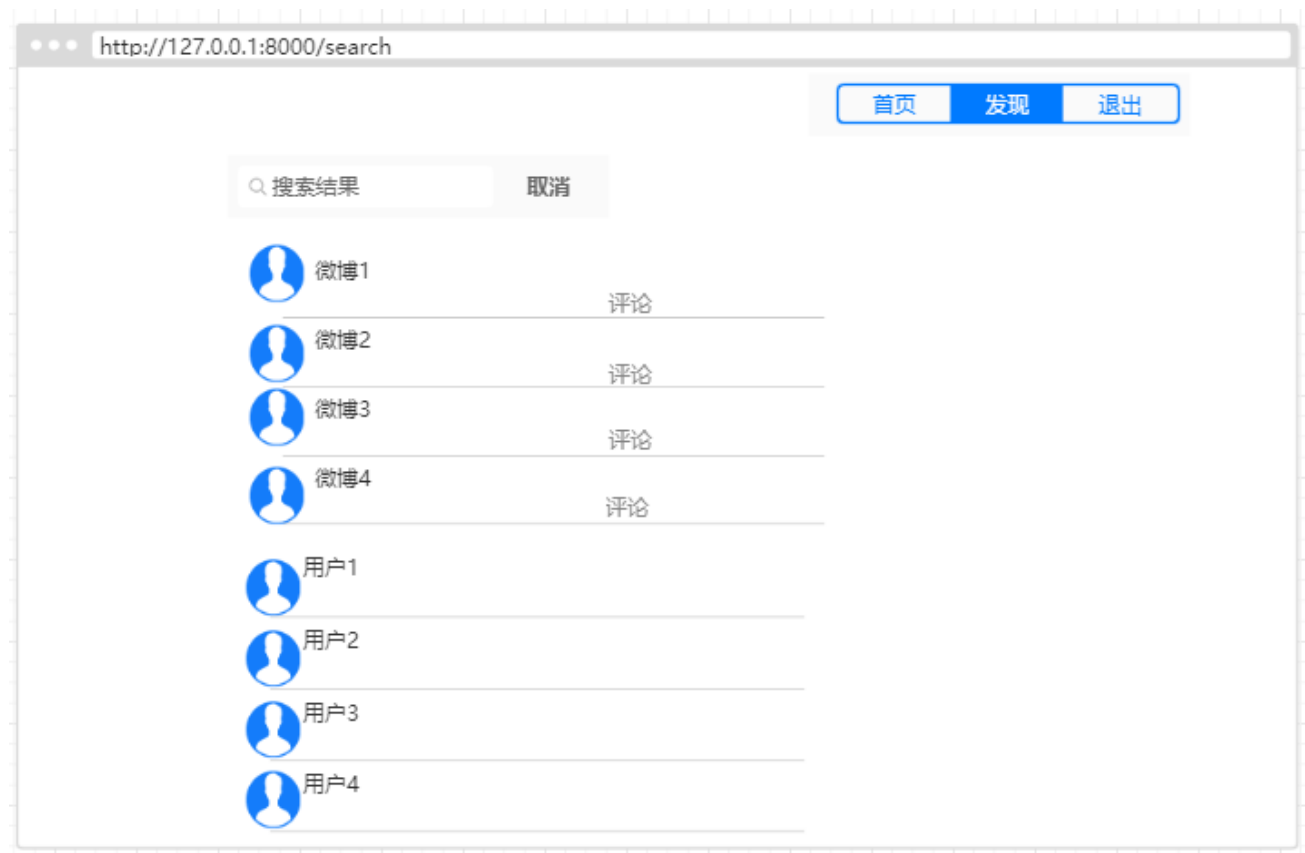 http://127.0.0.1:8000/search
首页 发现 退出
搜索结果 取消
微博1
评论
微博2
评论
微博3
评论
微博4
评论
用户1
用户2
用户3
用户4